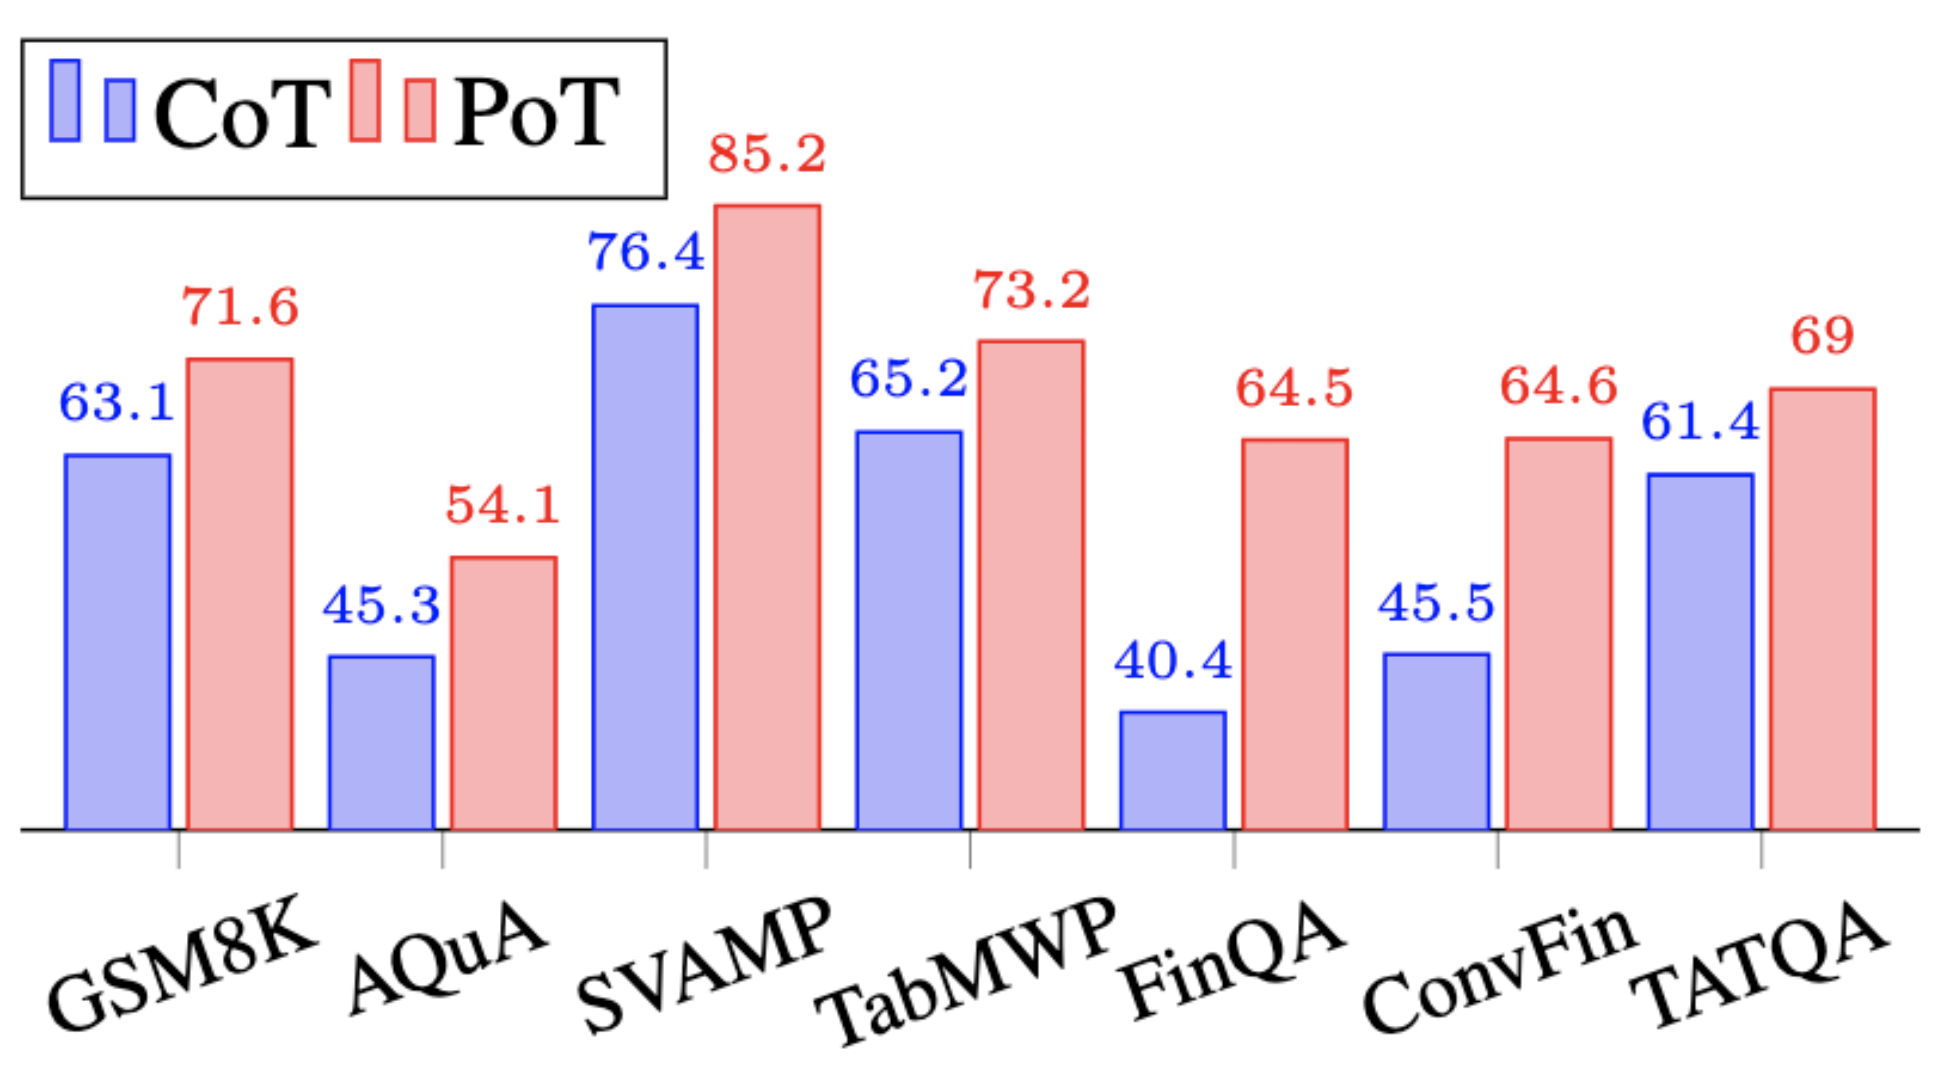 CoT PoT
63.1 71.6 45.3 54.1 76.4 85.2 65.2 73.2 40.4 64.5 45.5 64.6 61.4 69
GSM8K AQuA SVAMP TabMWP FinQA ConvFin TATQA